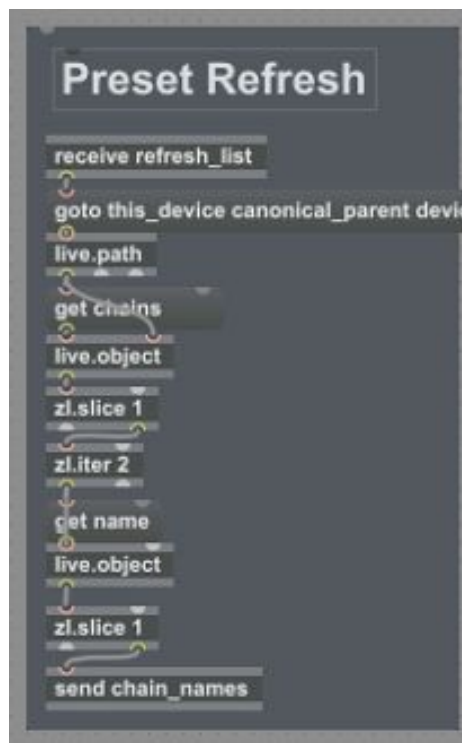 Preset Refresh
receive refresh_list
goto this_device canonical_parent
live.path
get chains
live.object
zl.slice 1
zl.iter 2
get name
live.object
zl.slice 1
send chain_names